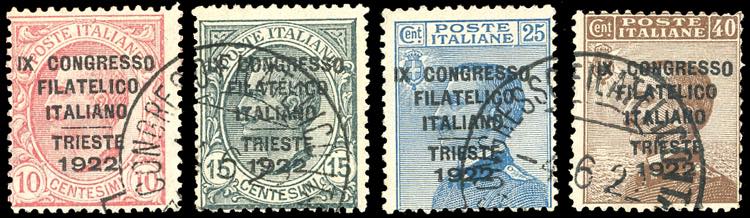 POSTE ITALIANE
IX CONGRESSO
FILATELICO
ITALIANO
TRIESTE
1922
10 CENTESIMI 10
POSTE ITALIANE
IX CONGRESSO
FILATELICO
ITALIANO
TRIESTE
1922
15 CENTESIMI 15
Cent POSTE 25
ITALIANE
IX CONGRESSO
FILATELICO
ITALIANO
TRIESTE
1922
Cent POSTE 40
ITALIANE
IX CONGRESSO
FILATELICO
ITALIANO
TRIESTE
1922